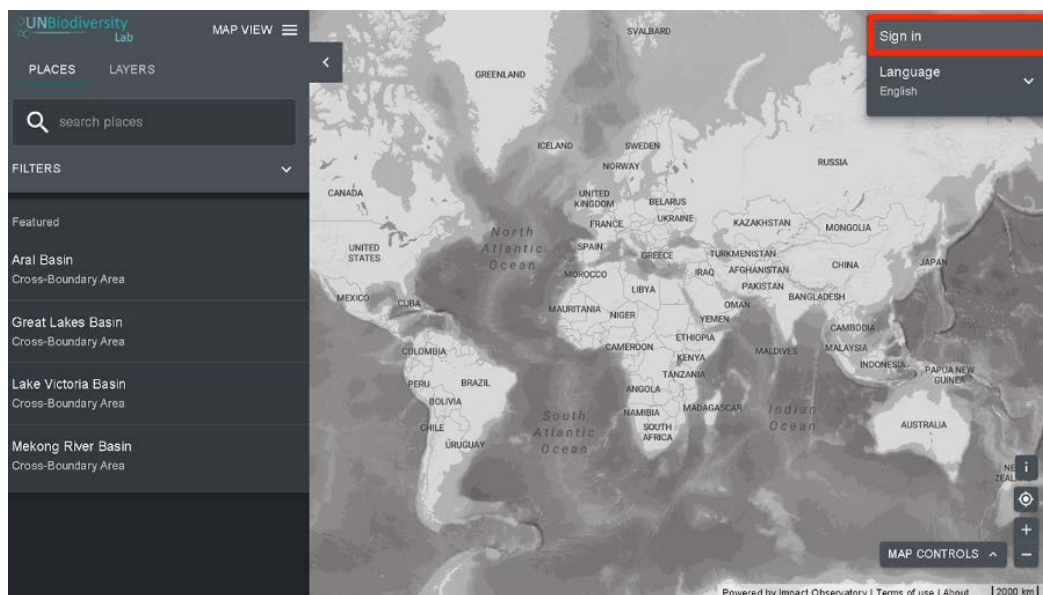 UNBiodiversity
Lab
MAP VIEW
PLACES LAYERS
search places
FILTERS
Featured
Aral Basin
Cross-Boundary Area
Great Lakes Basin
Cross-Boundary Area
Lake Victoria Basin
Cross-Boundary Area
Mekong River Basin
Cross-Boundary Area
Sign in
Language
English
SVALBARD
GREENLAND
ICELAND
SWEDEN
NORWAY
RUSSIA
CANADA
UNITED
KINGDOM
BELARUS
FRANCE
UKRAINE
KAZAKHSTAN
MONGOLIA
North
Atlantic
Ocean
UNITED
STATES
SPAIN
GREECE
TURKMENISTAN
CHINA
JAPAN
MOROCCO
IRAQ
AFGHANISTAN
LIBYA
PAKISTAN
BANGLADESH
MEXICO
CUBA
MAURITANIA
NIGER
OMAN
YEMEN
ETHIOPIA
CAMBODIA
COLOMBIA
CAMEROON
KENYA
MALDIVES
MALAYSIA
INDONESIA
PAPUA NEW
GUINEA
TANZANIA
PERU
BRAZIL
ANGOLA
BOLIVIA
NAMIBIA
MADAGASCAR
Indian
Ocean
CHILE
South
Atlantic
Ocean
SOUTH
AFRICA
AUSTRALIA
URUGUAY
NE
ZEAL
i
+
MAP CONTROLS
−
Powered by Impact Observatory | Terms of use | About
2000 km